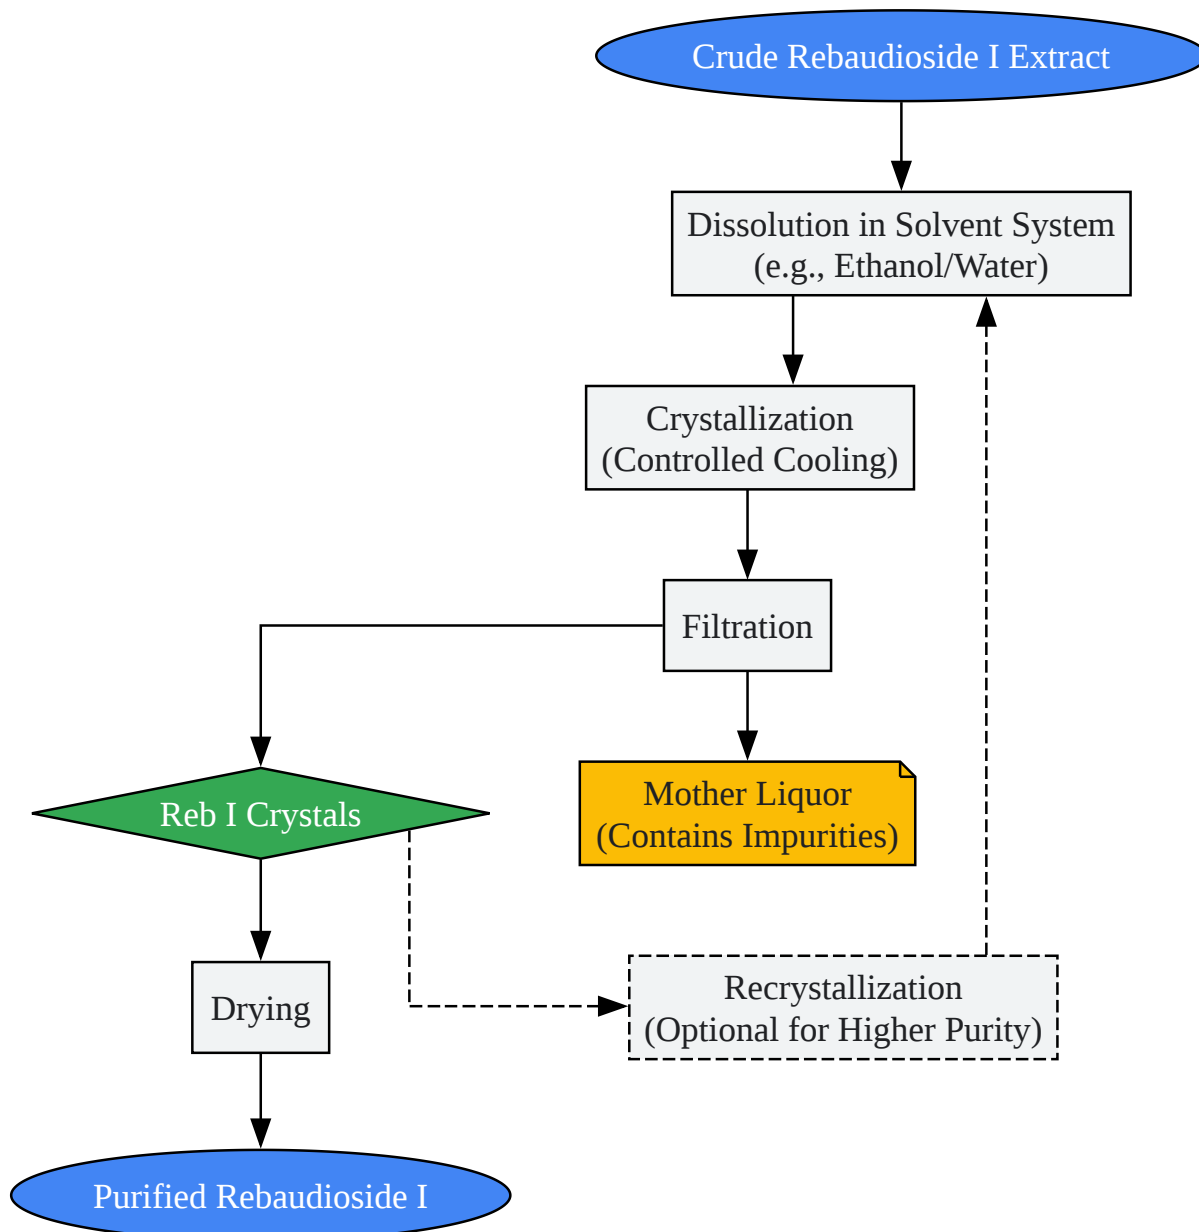 Crude Rebaudioside I Extract
Dissolution in Solvent System
(e.g., Ethanol/Water)
Crystallization
(Controlled Cooling)
Filtration
Mother Liquor
(Contains Impurities)
Reb I Crystals
Recrystallization
(Optional for Higher Purity)
Drying
Purified Rebaudioside I